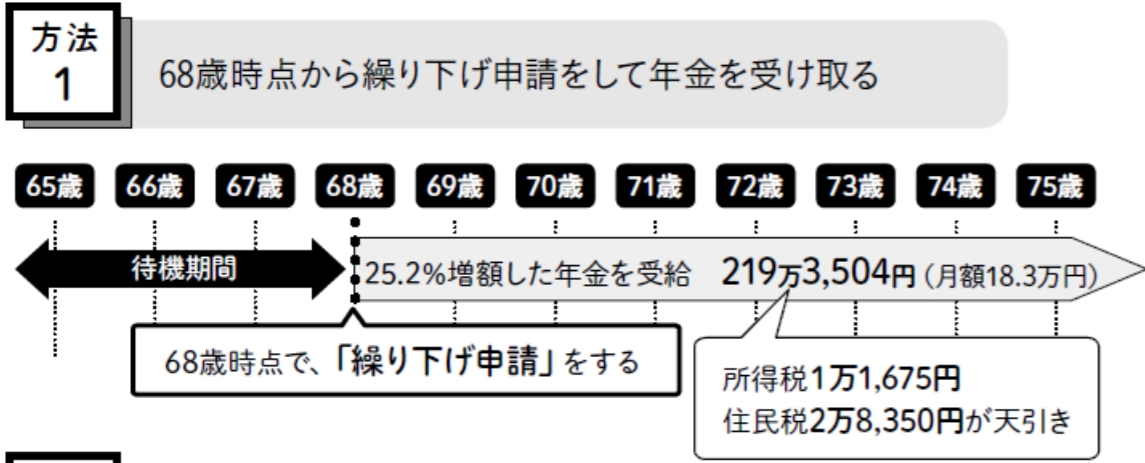 方法
1
68歳時点から繰り下げ申請をして年金を受け取る
65歳 66歳 67歳 68歳 69歳 70歳 71歳 72歳 73歳 74歳 75歳
待機期間
25.2%増額した年金を受給 219万3,504円(月額18.3万円)
68歳時点で、「繰り下げ申請」をする
所得税1万1,675円
住民税2万8,350円が天引き